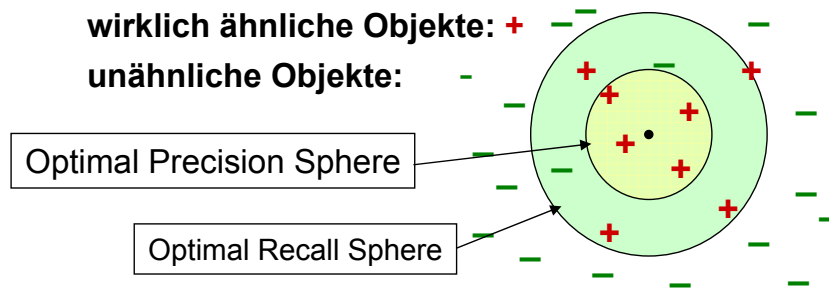 wirklich ähnliche Objekte: +
unähnliche Objekte: -
Optimal Precision Sphere
Optimal Recall Sphere